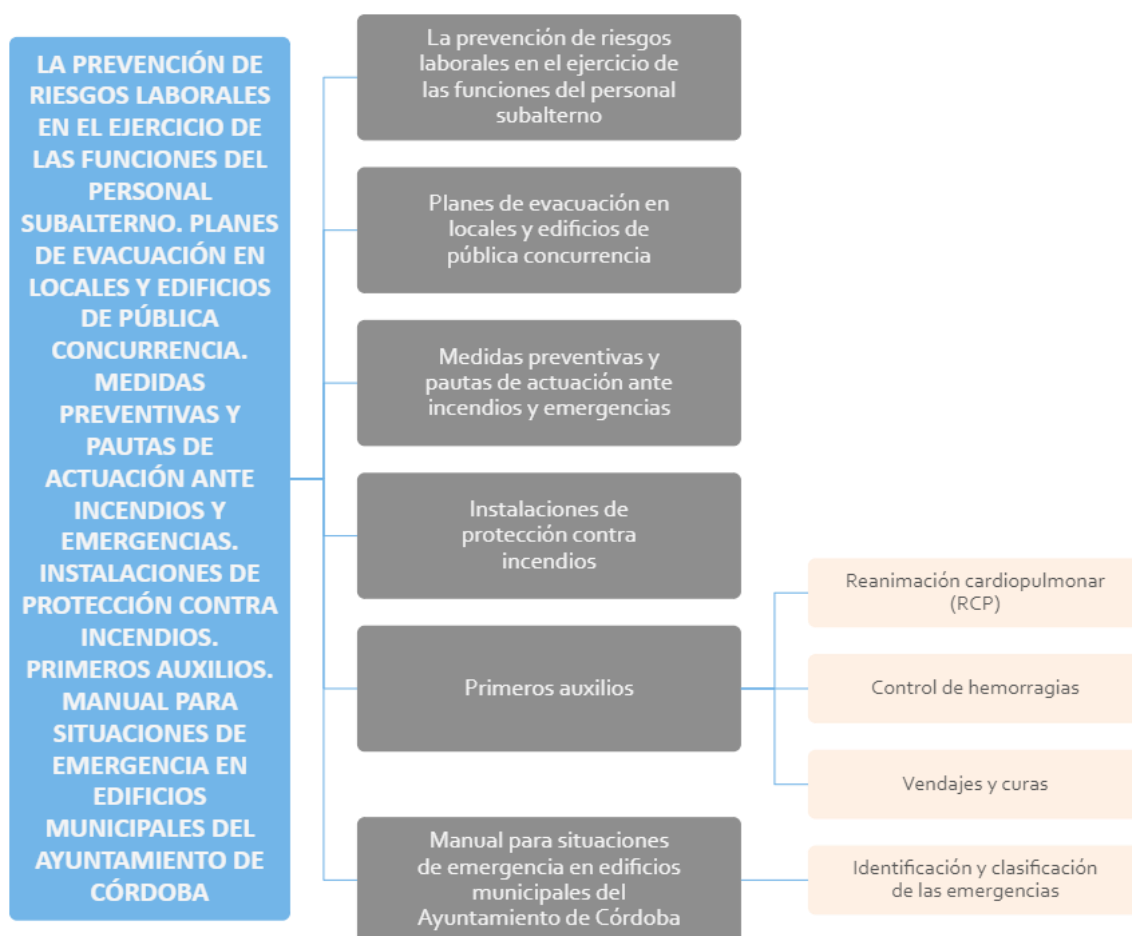 LA PREVENCIÓN DE
RIESGOS LABORALES
EN EL EJERCICIO DE
LAS FUNCIONES DEL
PERSONAL
SUBALTERNO. PLANES
DE EVACUACIÓN EN
LOCALES Y EDIFICIOS
DE PÚBLICA
CONCURRENCIA.
MEDIDAS
PREVENTIVAS Y
PAUTAS DE
ACTUACIÓN ANTE
INCENDIOS Y
EMERGENCIAS.
INSTALACIONES DE
PROTECCIÓN CONTRA
INCENDIOS.
PRIMEROS AUXILIOS.
MANUAL PARA
SITUACIONES DE
EMERGENCIA EN
EDIFICIOS
MUNICIPALES DEL
AYUNTAMIENTO DE
CÓRDOBA
La prevención de riesgos
laborales en el ejercicio de
las funciones del personal
subalterno
Planes de evacuación en
locales y edificios de
pública concurrencia
Medidas preventivas y
pautas de actuación ante
incendios y emergencias
Instalaciones de
protección contra
incendios
Primeros auxilios
Reanimación cardiopulmonar
(RCP)
Control de hemorragias
Vendajes y curas
Manual para situaciones
de emergencia en edificios
municipales del
Ayuntamiento de Córdoba
Identificación y clasificación
de las emergencias